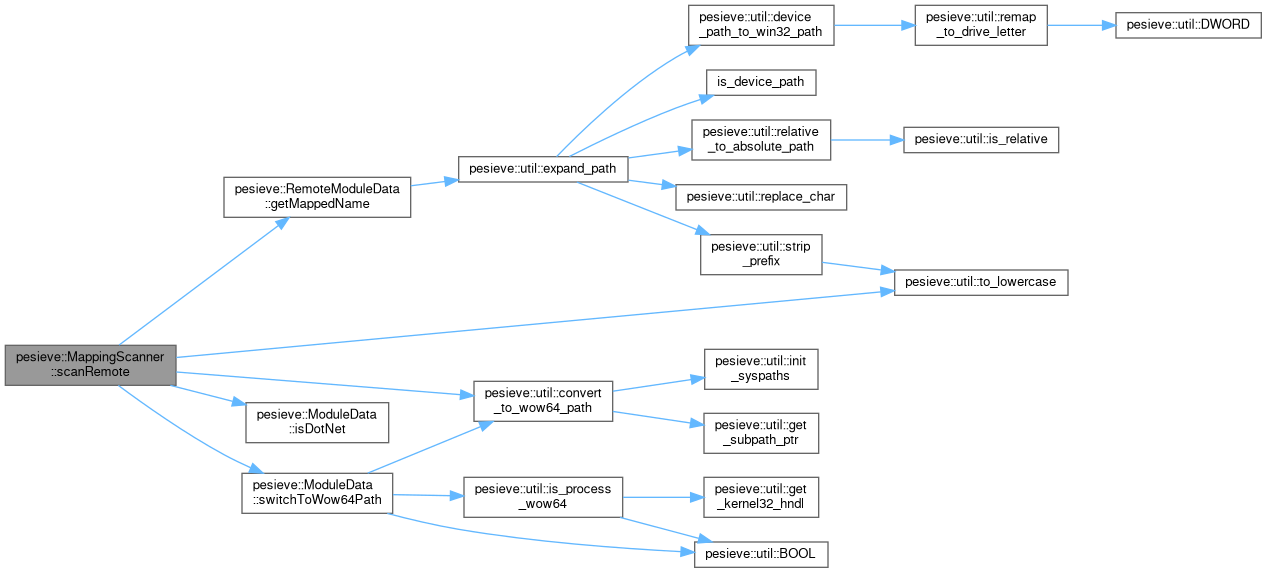 pesieve::util::device
_path_to_win32_path
pesieve::util::remap
_to_drive_letter
pesieve::util::DWORD
is_device_path
pesieve::util::relative
_to_absolute_path
pesieve::util::is_relative
pesieve::util::expand_path
pesieve::RemoteModuleData
::getMappedName
pesieve::util::replace_char
pesieve::util::strip
_prefix
pesieve::util::to_lowercase
pesieve::MappingScanner
::scanRemote
pesieve::util::init
_syspaths
pesieve::util::convert
_to_wow64_path
pesieve::ModuleData
::isDotNet
pesieve::util::get
_subpath_ptr
pesieve::ModuleData
::switchToWow64Path
pesieve::util::is_process
_wow64
pesieve::util::get
_kernel32_hndl
pesieve::util::BOOL